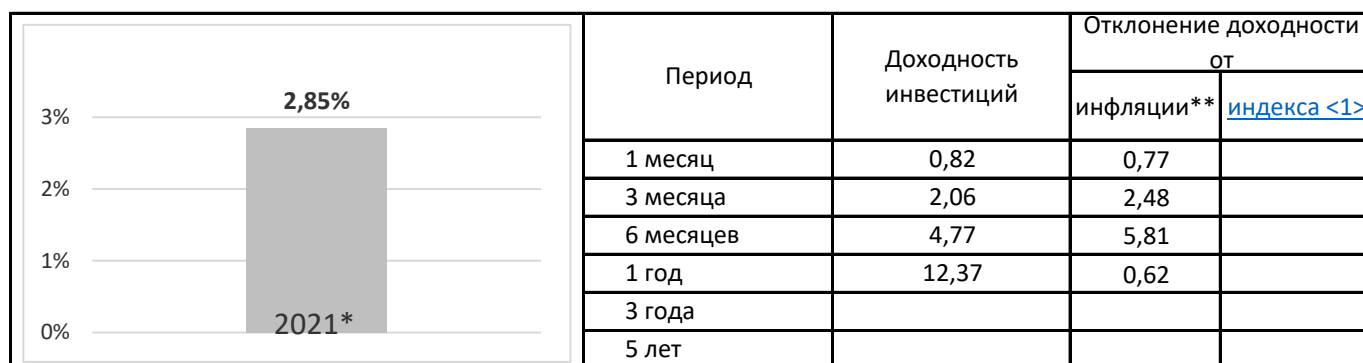 2,85%
3%
2%
1%
0%
2021*
Период
Доходность
инвестиций
Отклонение доходности
от
инфляции**
индекса <1>
1 месяц 0,82 0,77
3 месяца 2,06 2,48
6 месяцев 4,77 5,81
1 год 12,37 0,62
3 года
5 лет